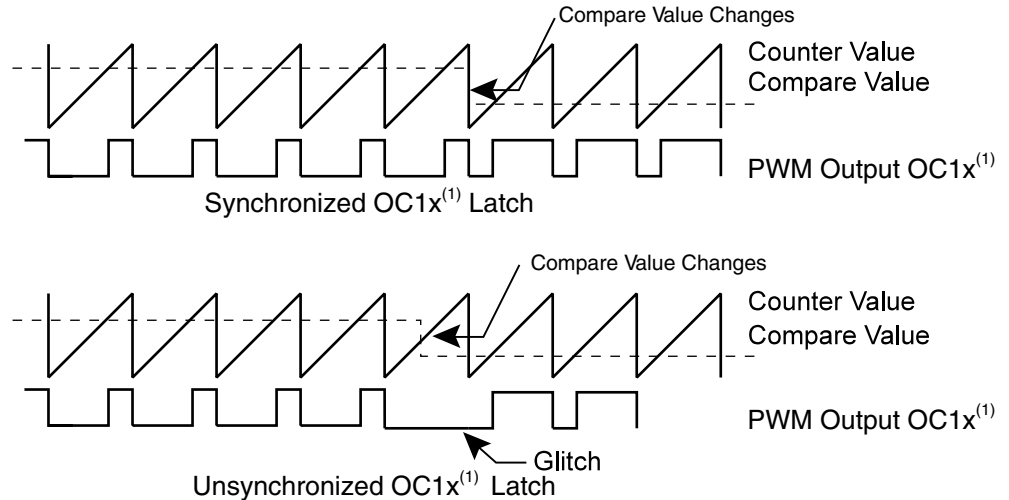 Compare Value Changes
Counter Value
Compare Value
PWM Output OC1x(1)
Synchronized OC1x(1) Latch
Compare Value Changes
Counter Value
Compare Value
PWM Output OC1x(1)
Glitch
Unsynchronized OC1x(1) Latch